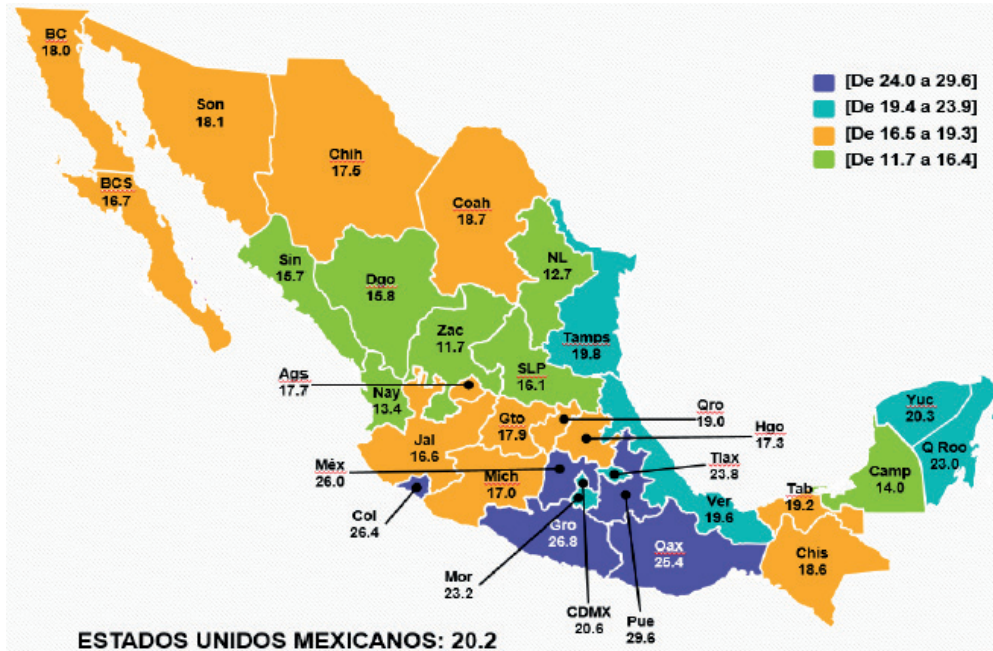 BC
18.0
Son
18.1
Chih
17.5
BCS
16.7
Coah
18.7
[De 24.0 a 29.6]
[De 19.4 a 23.9]
[De 16.5 a 19.3]
[De 11.7 a 16.4]
Sin
15.7
Dgo
15.8
NL
12.7
Zac
11.7
Tamps
19.8
SLP
16.1
Ags
17.7
Nay
13.4
Gto
17.9
Qro
19.0
Hgo
17.3
Yuc
20.3
Q Roo
23.0
Jal
16.6
Méx
26.0
Mich
17.0
Tlax
23.8
Camp
14.0
Tab
19.2
Ver
19.6
Col
26.4
Gro
26.8
Oax
25.4
Chis
18.6
Mor
23.2
CDMX
20.6
Pue
29.6
ESTADOS UNIDOS MEXICANOS: 20.2